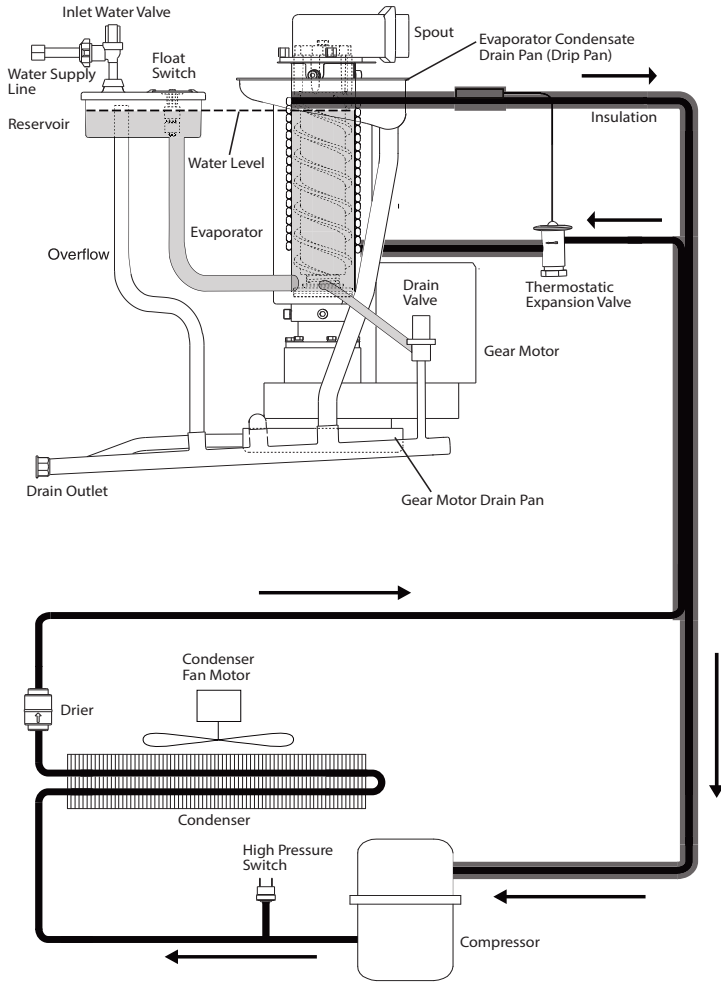 Inlet Water Valve
Spout
Evaporator Condensate
Drain Pan (Drip Pan)
Float
Switch
Water Supply
Line
Reservoir
Insulation
Water Level
Evaporator
Overflow
Drain
Valve
Thermostatic
Expansion Valve
Gear Motor
Drain Outlet
Gear Motor Drain Pan
Condenser
Fan Motor
Drier
Condenser
High Pressure
Switch
Compressor